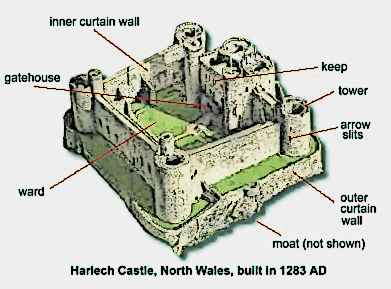 inner curtain wall
gatehouse
keep
tower
arrow
slits
ward
outer
curtain
wall
moat (not shown)
Harlech Castle, North Wales, built in 1283 AD